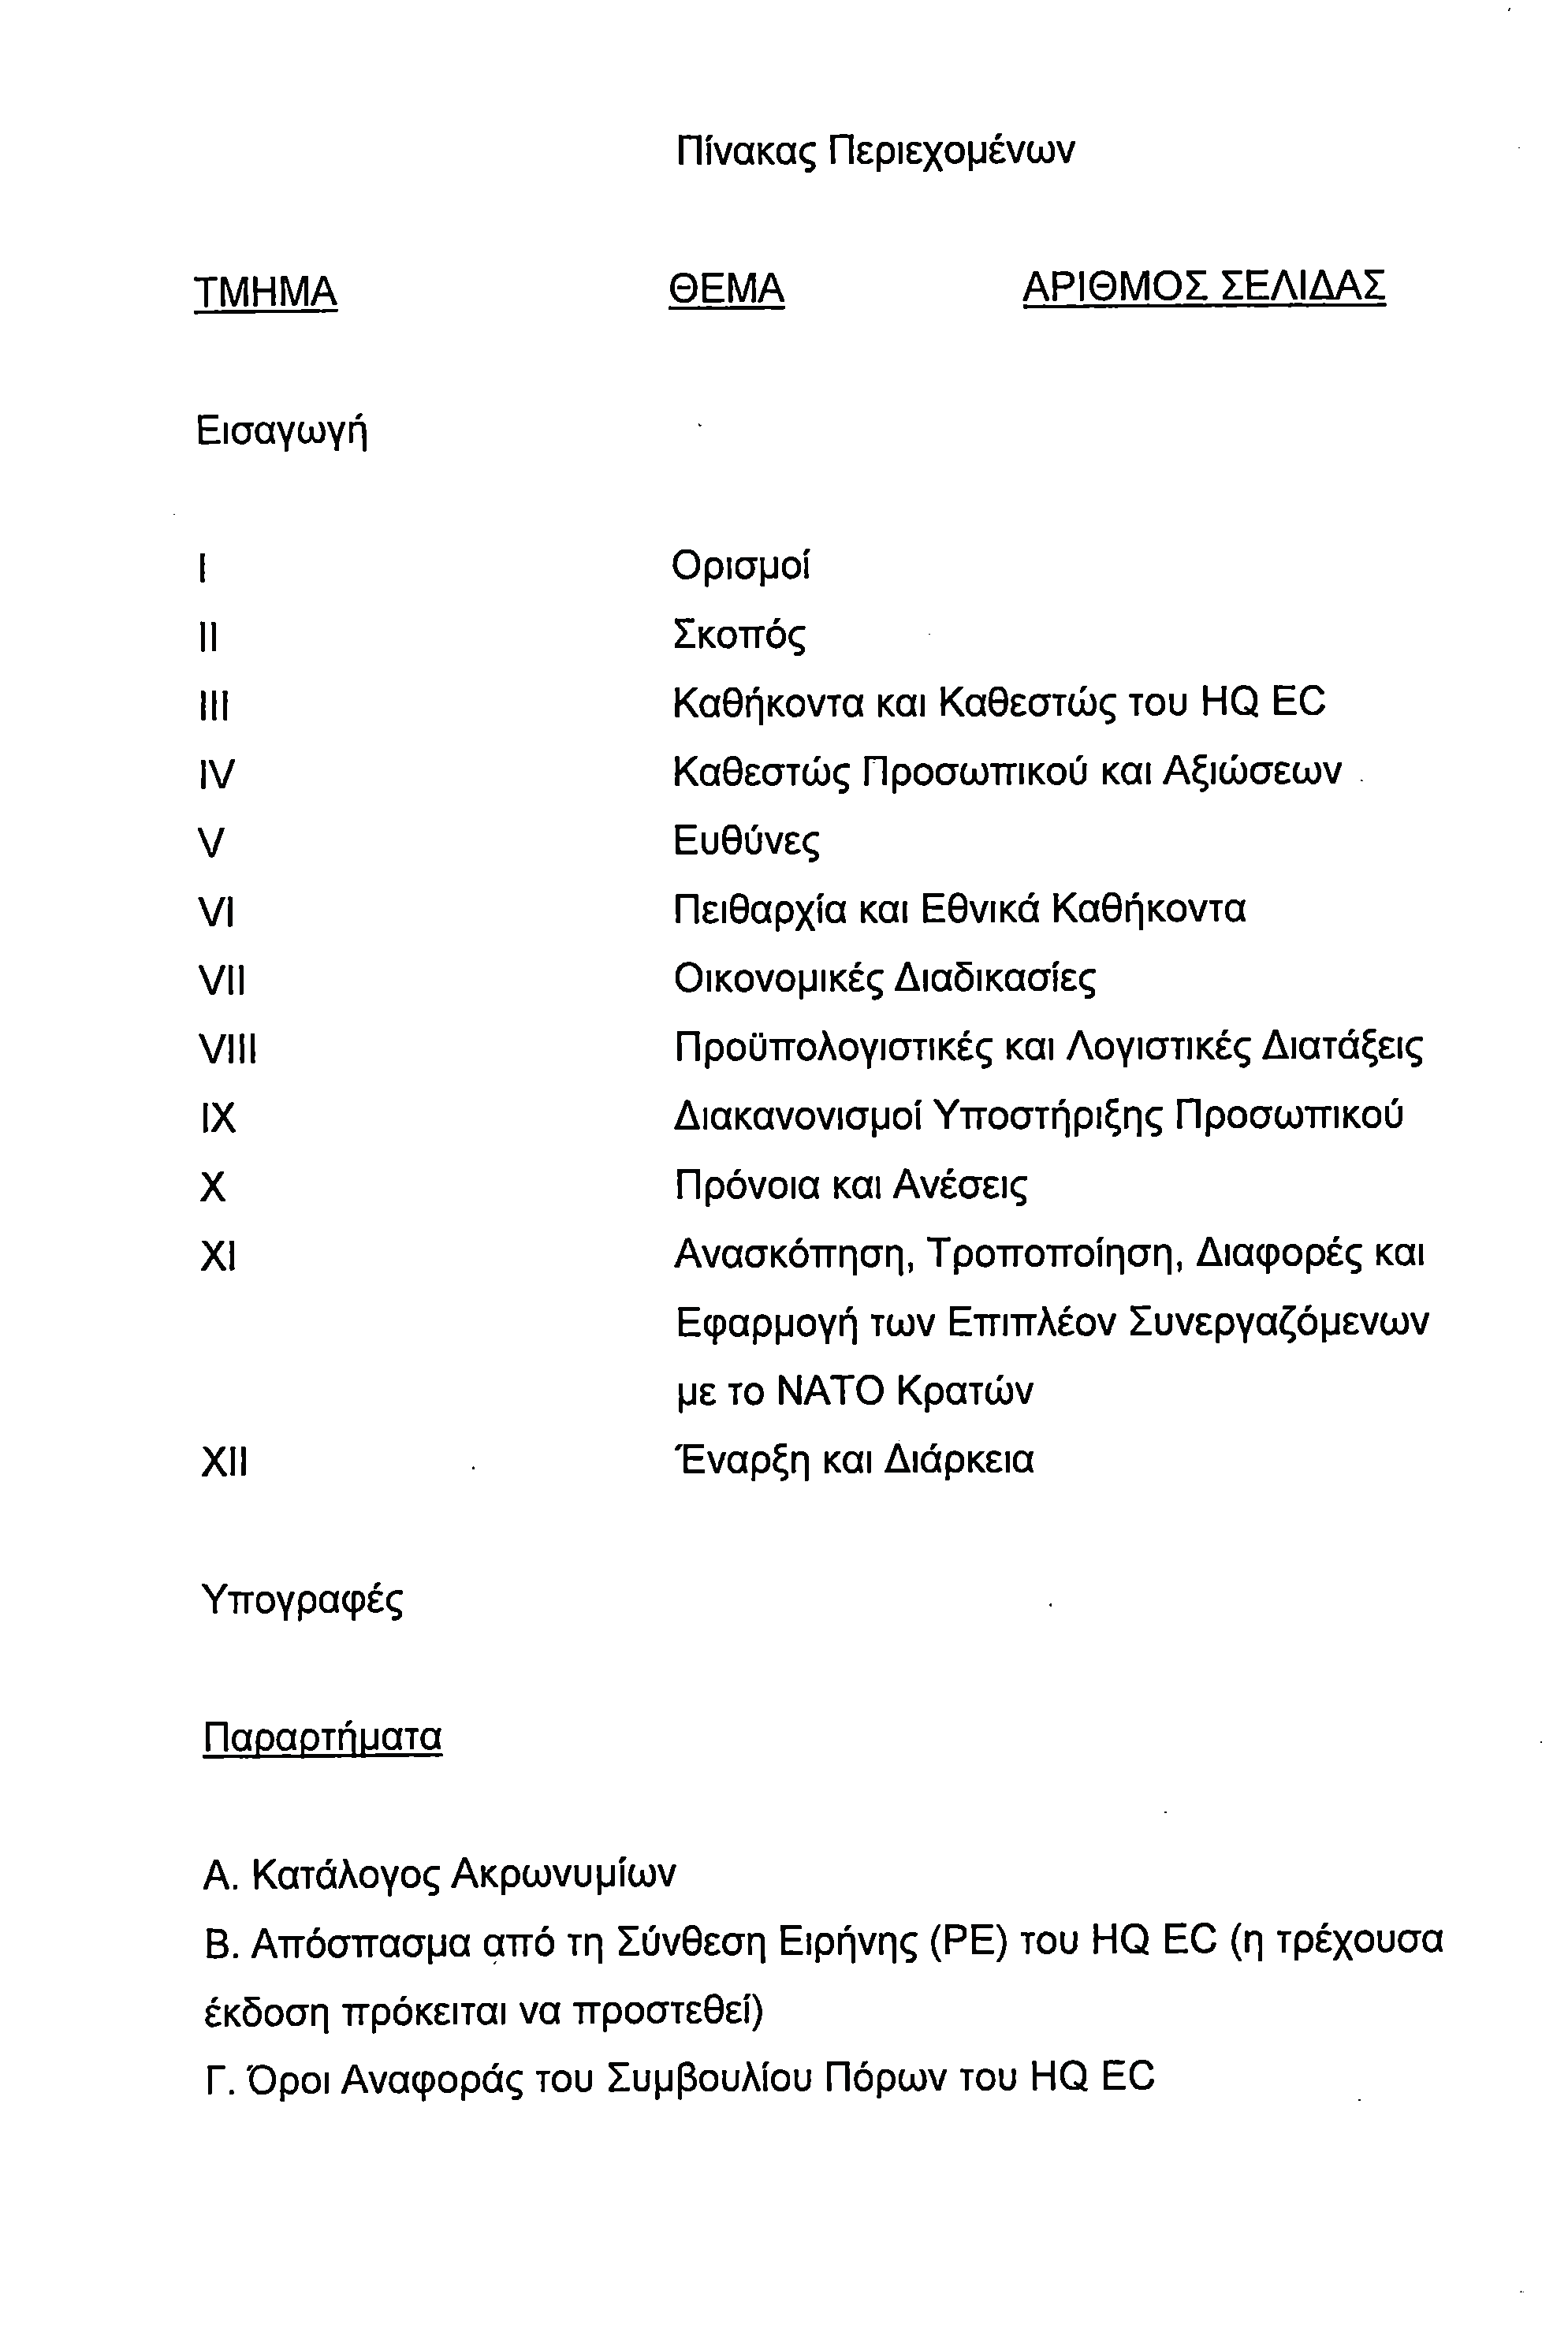 Πίνακας Περιεχομένων
ΤΜΗΜΑ ΘΕΜΑ ΑΡΙΘΜΟΣ ΣΕΛΙΔΑΣ
Εισαγωγή
I Ορισμοί
II Σκοπός
III Καθήκοντα και Καθεστώς του HQ EC
IV Καθεστώς Προσωπικού και Αξιώσεων
V Ευθύνες
VI Πειθαρχία και Εθνικά Καθήκοντα
VII Οικονομικές Διαδικασίες
VIII Προϋπολογιστικές και Λογιστικές Διατάξεις
IX Διακανονισμοί Υποστήριξης Προσωπικού
X Πρόνοια και Ανέσεις
XI Ανασκόπηση, Τροποποίηση, Διαφορές και
Εφαρμογή των Επιπλέον Συνεργαζόμενων
με το ΝΑΤΟ Κρατών
XII Έναρξη και Διάρκεια
Υπογραφές
Παραρτήματα
Α. Κατάλογος Ακρωνυμίων
Β. Απόσπασμα από τη Σύνθεση Ειρήνης (PE) του HQ EC (η τρέχουσα
έκδοση πρόκειται να προστεθεί)
Γ. Όροι Αναφοράς του Συμβουλίου Πόρων του HQ EC